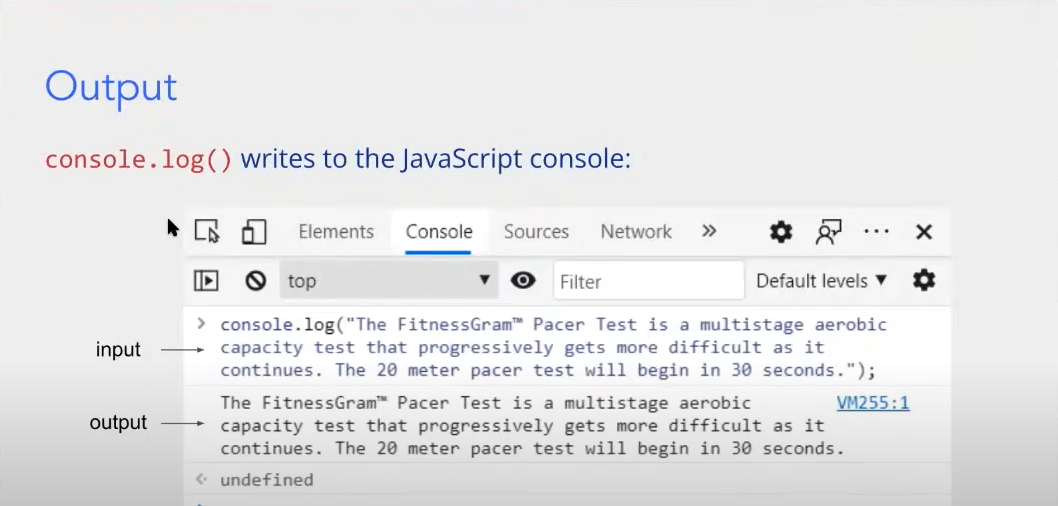 Output
console.log() writes to the JavaScript console:
Elements Console Sources Network »
top ▼ Filter Default levels ▼
> console.log("The FitnessGram™ Pacer Test is a multistage aerobic
input capacity test that progressively gets more difficult as it
continues. The 20 meter pacer test will begin in 30 seconds.");
The FitnessGram™ Pacer Test is a multistage aerobic VM255:1
output capacity test that progressively gets more difficult as it
continues. The 20 meter pacer test will begin in 30 seconds.
undefined